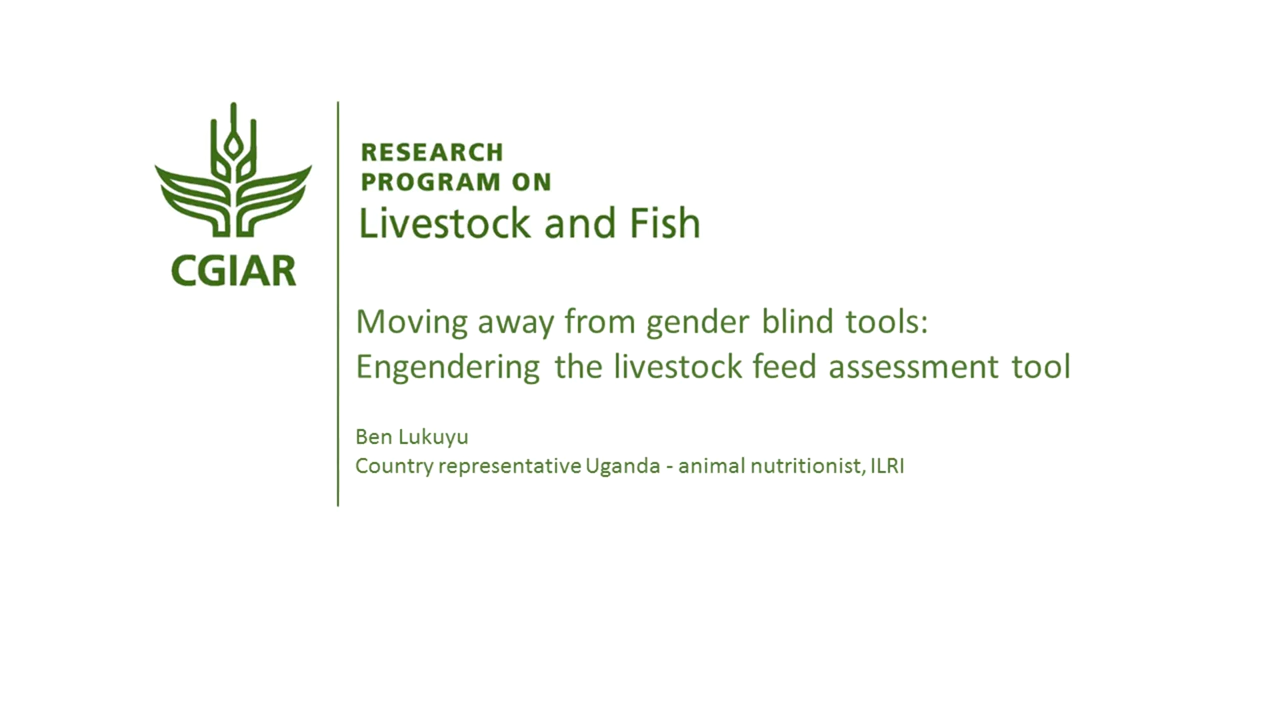 CGIAR
RESEARCH
PROGRAM ON
Livestock and Fish
Moving away from gender blind tools:
Engendering the livestock feed assessment tool
Ben Lukuyu
Country representative Uganda - animal nutritionist, ILRI